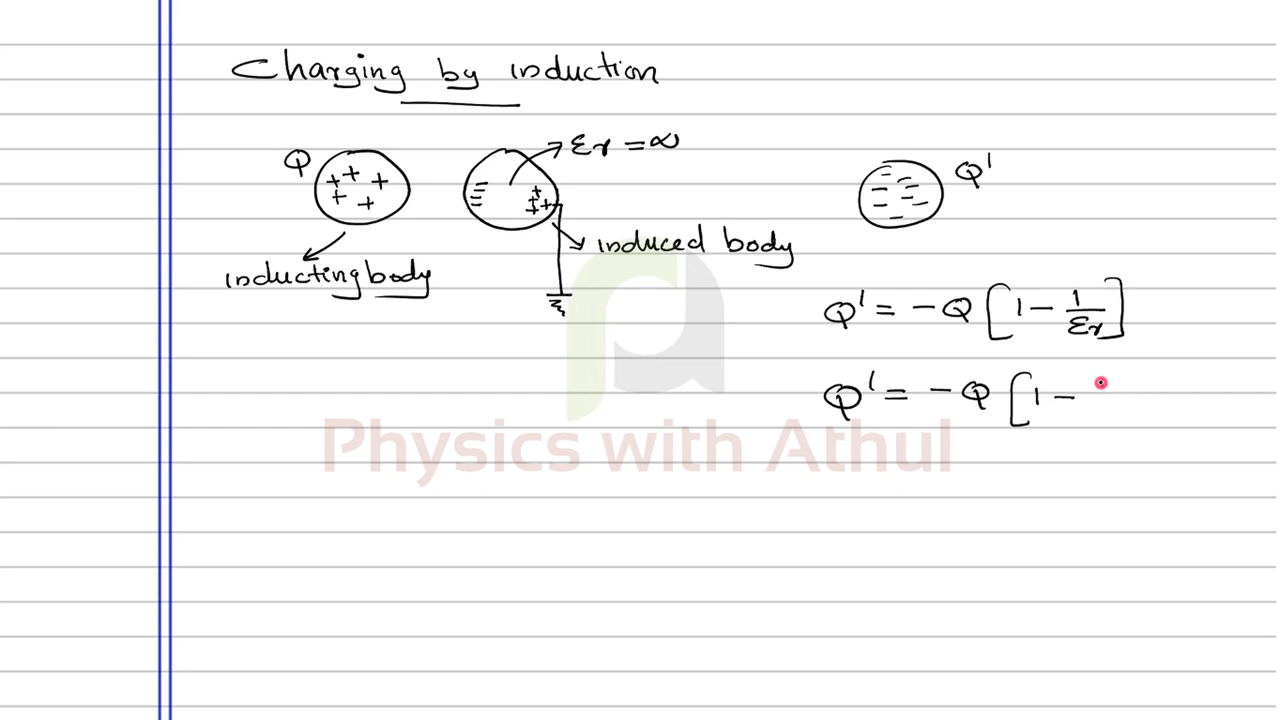 Charging by induction
Q
+ + + + +
εr = ∞
Q'
inducting body
induced body
Q' = -Q [1 - 1/εr]
Q' = -Q [1 -
Physics with Athul